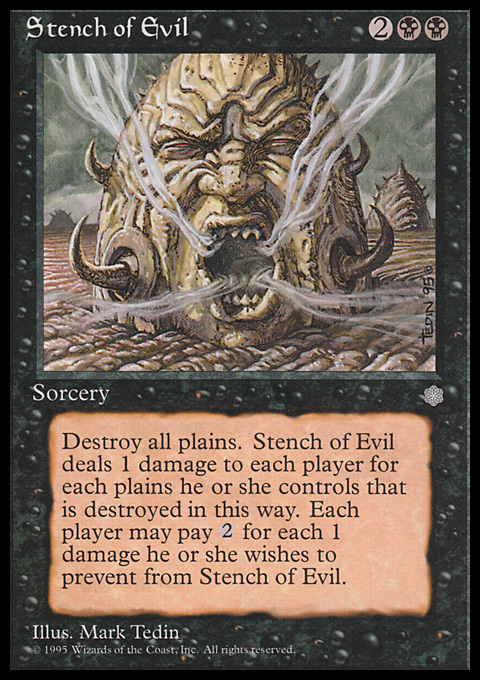 Stench of Evil 2
TEDIN 95©
Sorcery
Destroy all plains. Stench of Evil
deals 1 damage to each player for
each plains he or she controls that
is destroyed in this way. Each
player may pay 2 for each 1
damage he or she wishes to
prevent from Stench of Evil.
Illus. Mark Tedin
© 1995 Wizards of the Coast, Inc. All rights reserved.